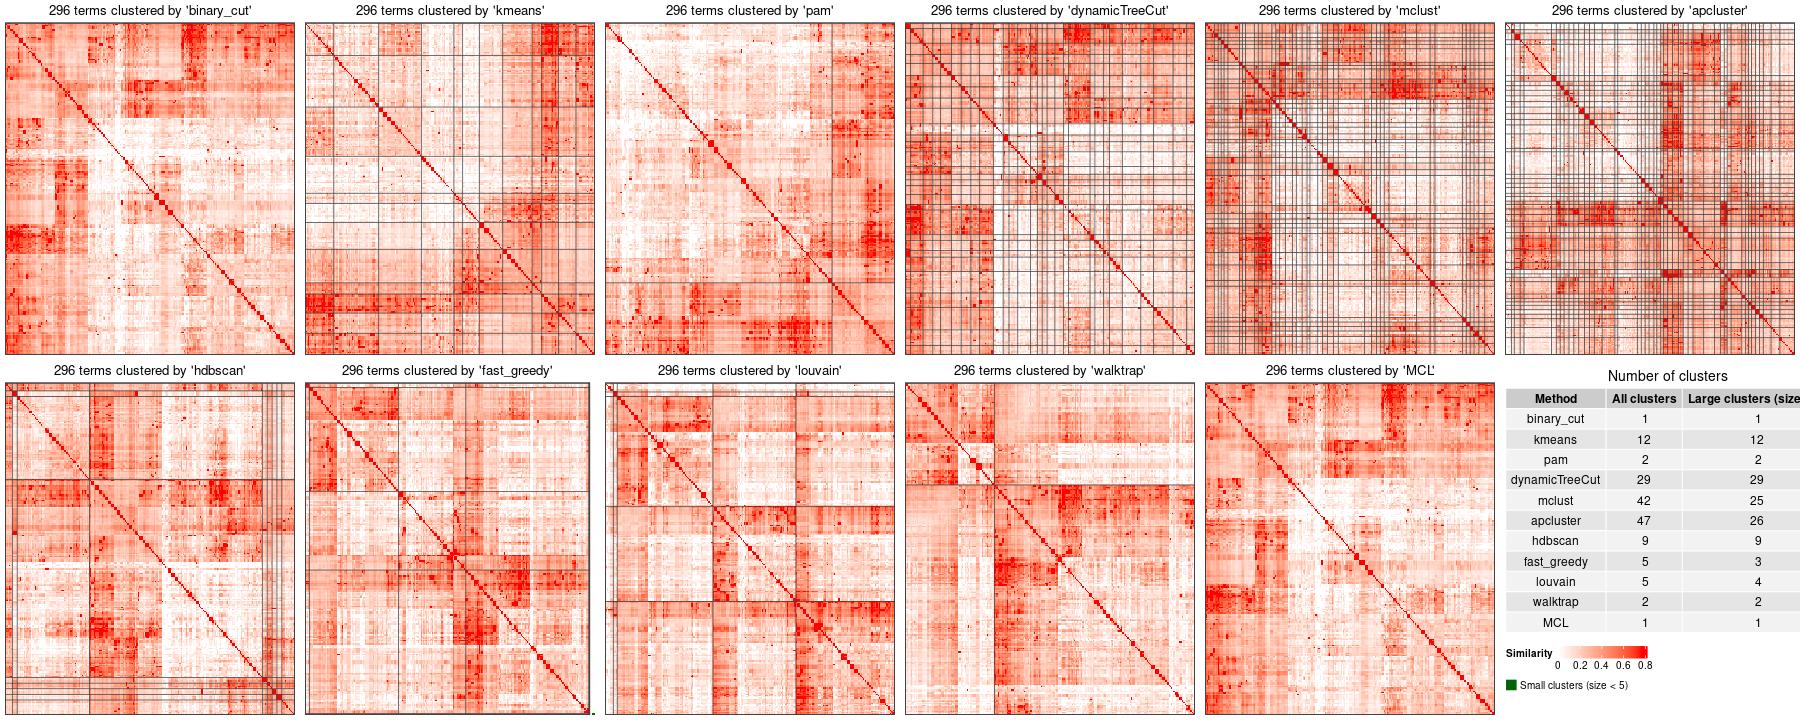 296 terms clustered by 'binary_cut'
296 terms clustered by 'kmeans'
296 terms clustered by 'pam'
296 terms clustered by 'dynamicTreeCut'
296 terms clustered by 'mclust'
296 terms clustered by 'apcluster'
296 terms clustered by 'hdbscan'
296 terms clustered by 'fast_greedy'
296 terms clustered by 'louvain'
296 terms clustered by 'walktrap'
296 terms clustered by 'MCL'
Number of clusters
Method All clusters Large clusters (size
binary_cut 1 1
kmeans 12 12
pam 2 2
dynamicTreeCut 29 29
mclust 42 25
apcluster 47 26
hdbscan 9 9
fast_greedy 5 3
louvain 5 4
walktrap 2 2
MCL 1 1
Similarity
0 0.2 0.4 0.6 0.8
Small clusters (size < 5)